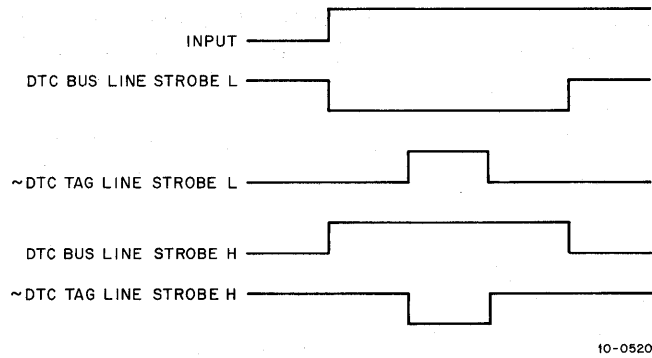 INPUT
DTC BUS LINE STROBE L
~DTC TAG LINE STROBE L
DTC BUS LINE STROBE H
~DTC TAG LINE STROBE H
10-0520